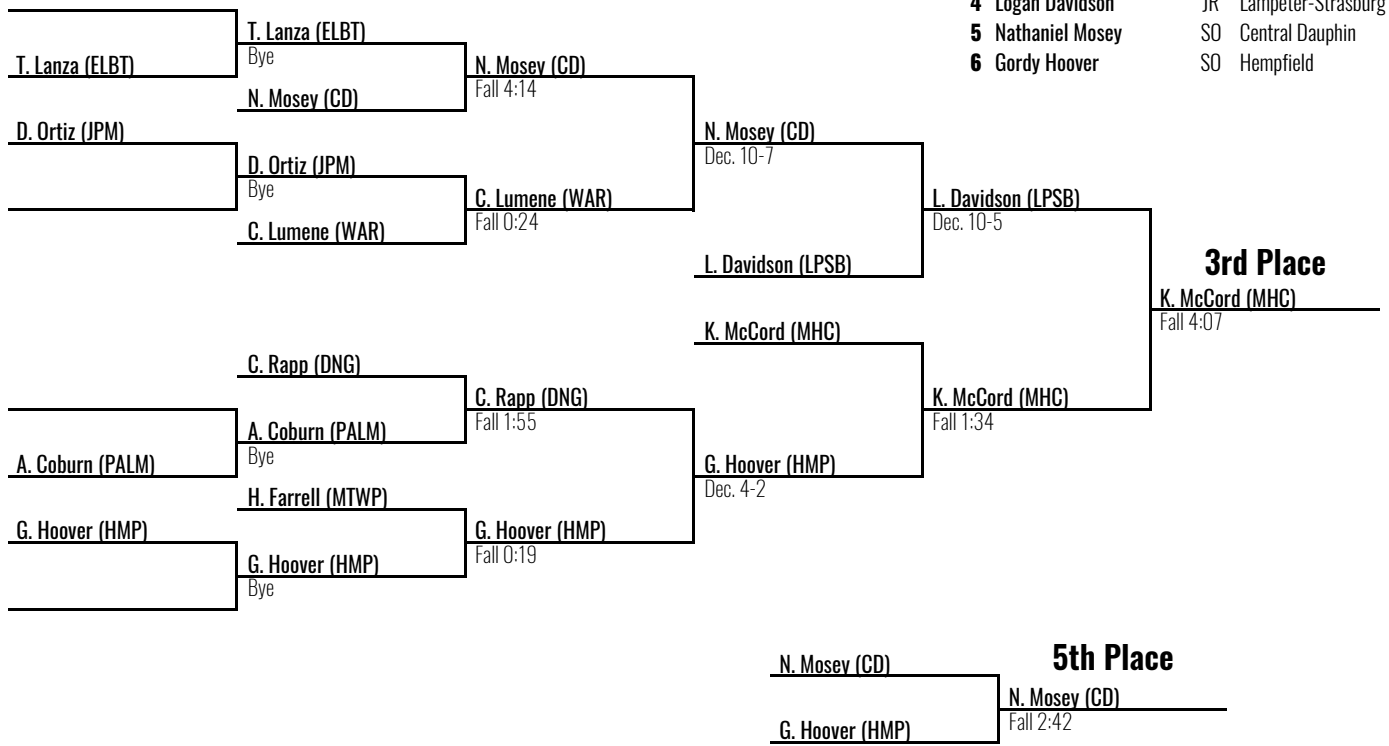 4 Logan Davidson JR Lampeter-Strasburg
T. Lanza (ELBT)
5 Nathaniel Mosey SO Central Dauphin
Bye
T. Lanza (ELBT)
N. Mosey (CD)
6 Gordy Hoover SO Hempfield
Fall 4:14
N. Mosey (CD)
D. Ortiz (JPM)
N. Mosey (CD)
Dec. 10-7
D. Ortiz (JPM)
Bye
C. Lumene (WAR)
L. Davidson (LPSB)
Fall 0:24
Dec. 10-5
C. Lumene (WAR)
L. Davidson (LPSB)
3rd Place
K. McCord (MHC)
Fall 4:07
K. McCord (MHC)
C. Rapp (DNG)
C. Rapp (DNG)
K. McCord (MHC)
Fall 1:55
Fall 1:34
A. Coburn (PALM)
Bye
A. Coburn (PALM)
G. Hoover (HMP)
Dec. 4-2
H. Farrell (MTWP)
G. Hoover (HMP)
G. Hoover (HMP)
Fall 0:19
G. Hoover (HMP)
Bye
5th Place
N. Mosey (CD)
N. Mosey (CD)
Fall 2:42
G. Hoover (HMP)